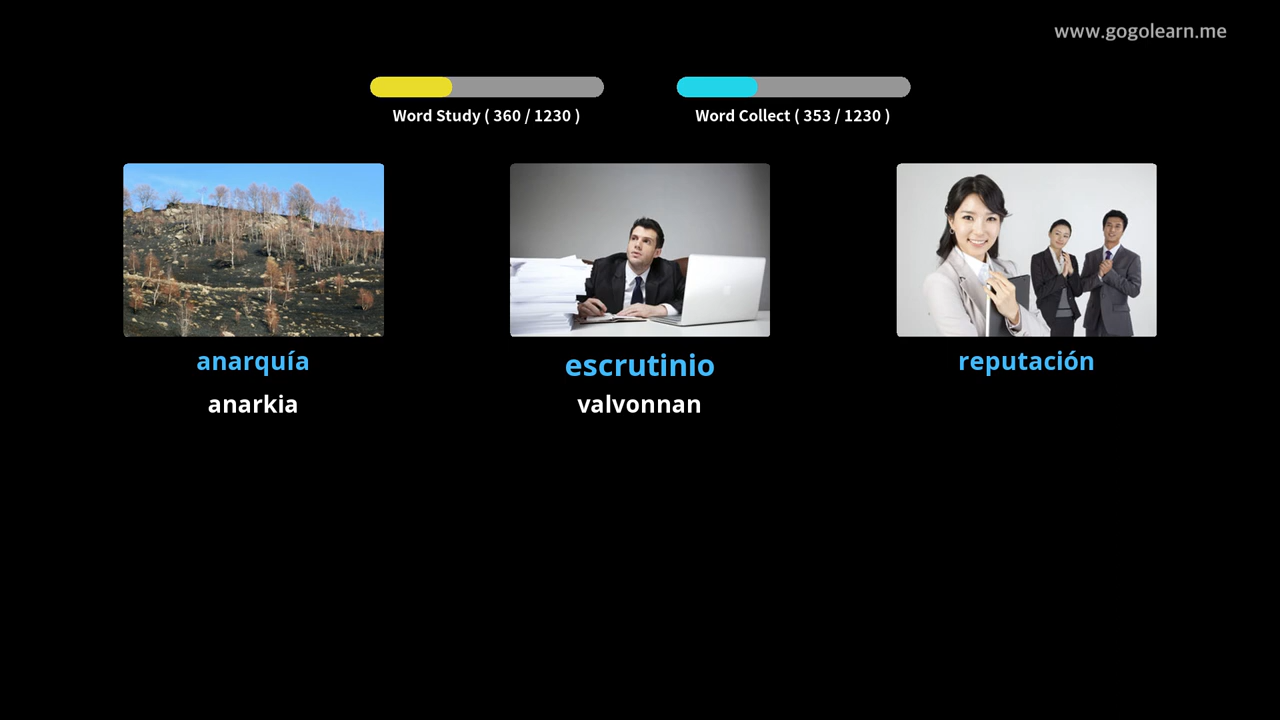 www.gogolearn.me
Word Study ( 360 / 1230 )
Word Collect ( 353 / 1230 )
anarquía
escrutinio
reputación
anarkia
valvonnan